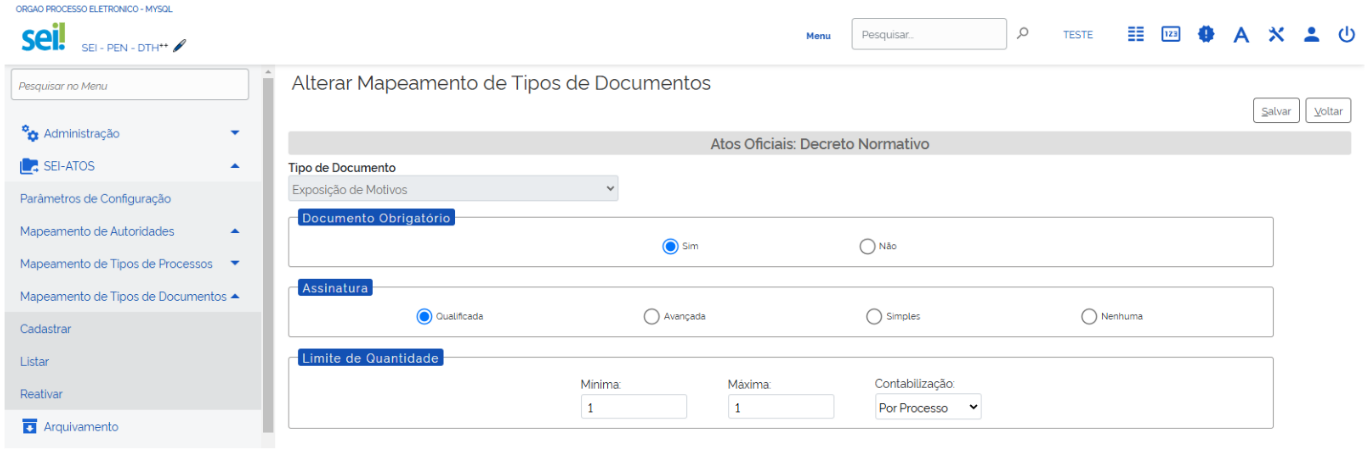 ORGAO PROCESSO ELETRONICO - MYSQL
sei!
SEI - PEN - DTH++
Menu
Pesquisar...
TESTE
123
A
Pesquisar no Menu
Administração
SEI-ATOS
Parâmetros de Configuração
Mapeamento de Autoridades
Mapeamento de Tipos de Processos
Mapeamento de Tipos de Documentos
Cadastrar
Listar
Reativar
Arquivamento
Alterar Mapeamento de Tipos de Documentos
Salvar
Voltar
Atos Oficiais: Decreto Normativo
Tipo de Documento
Exposição de Motivos
Documento Obrigatório
Sim
Não
Assinatura
Qualificada
Avançada
Simples
Nenhuma
Limite de Quantidade
Mínima:
Máxima:
Contabilização:
1
1
Por Processo